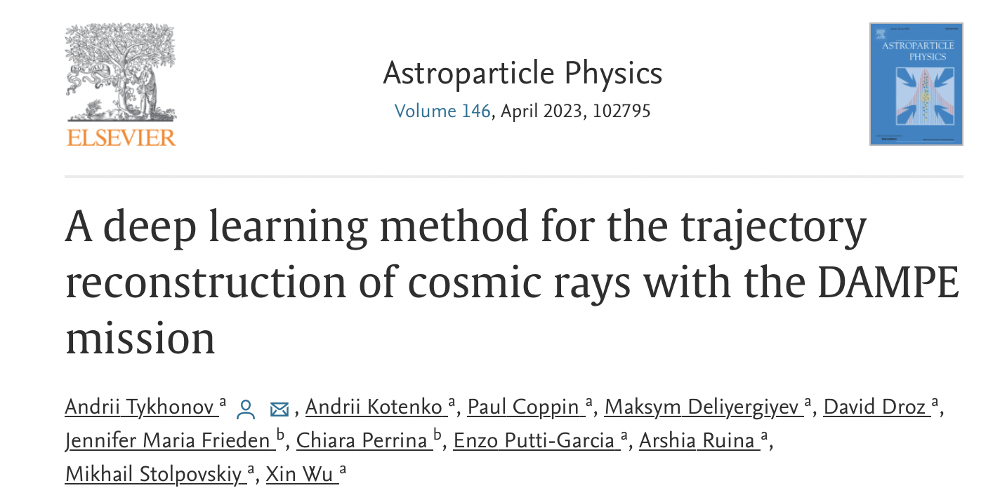 ELSEVIER
Astroparticle Physics
Volume 146, April 2023, 102795
ASTROPARTICLE
PHYSICS
A deep learning method for the trajectory
reconstruction of cosmic rays with the DAMPE
mission
Andrii Tykhonov a , Andrii Kotenko a, Paul Coppin a, Maksym Deliyergiyev a, David Droz a,
Jennifer Maria Frieden b, Chiara Perrina b, Enzo Putti-Garcia a, Arshia Ruina a,
Mikhail Stolpovskiy a, Xin Wu a